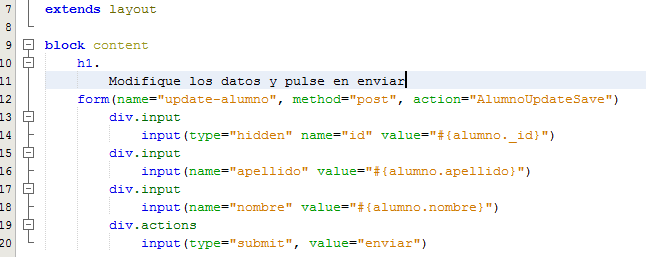 7 extends layout
8
9 block content
10 h1.
11 Modifique los datos y pulse en enviar
12 form(name="update-alumno", method="post", action="AlumnoUpdateSave")
13 div.input
14 input(type="hidden" name="id" value="#{alumno._id}")
15 div.input
16 input(name="apellido" value="#{alumno.apellido}")
17 div.input
18 input(name="nombre" value="#{alumno.nombre}")
19 div.actions
20 input(type="submit", value="enviar")